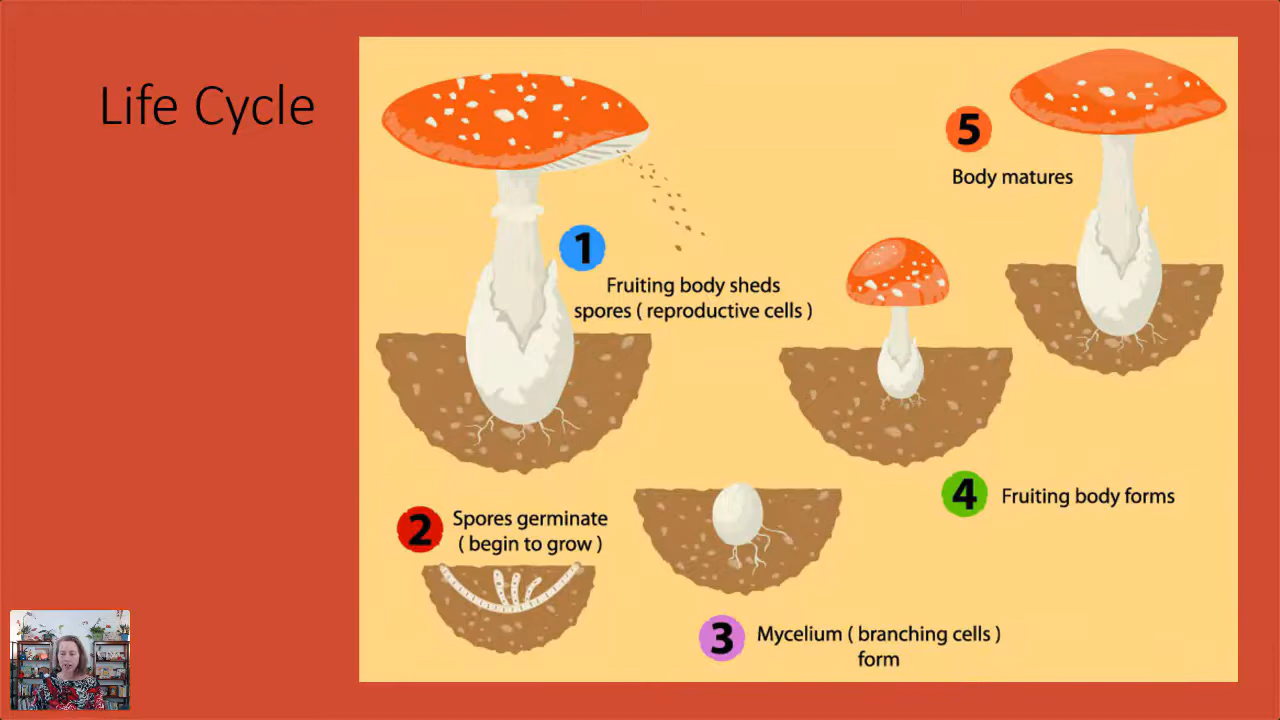 Life Cycle
1
Fruiting body sheds
spores ( reproductive cells )
2
Spores germinate
( begin to grow )
3
Mycelium ( branching cells )
form
4
Fruiting body forms
5
Body matures